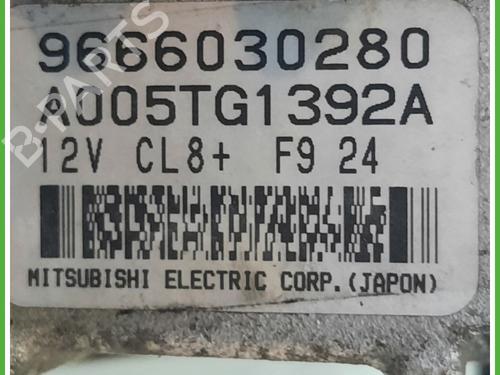 9666030280
A005TG1392A
12V CL8+ F9 24
MITSUBISHI ELECTRIC CORP.(JAPON)
B-PARTS